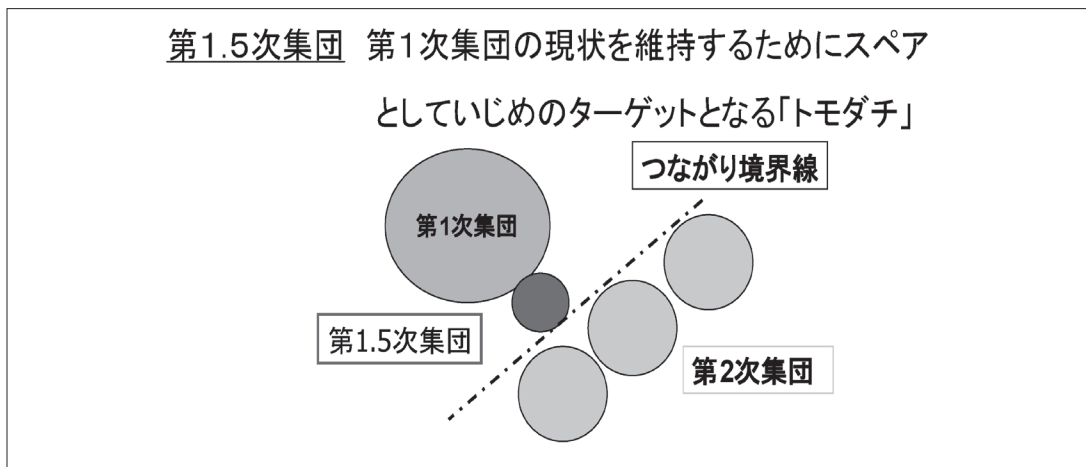 第1.5次集団 第1次集団の現状を維持するためにスペア
としていじめのターゲットとなる「トモダチ」
つながり境界線
第1次集団
第1.5次集団
第2次集団